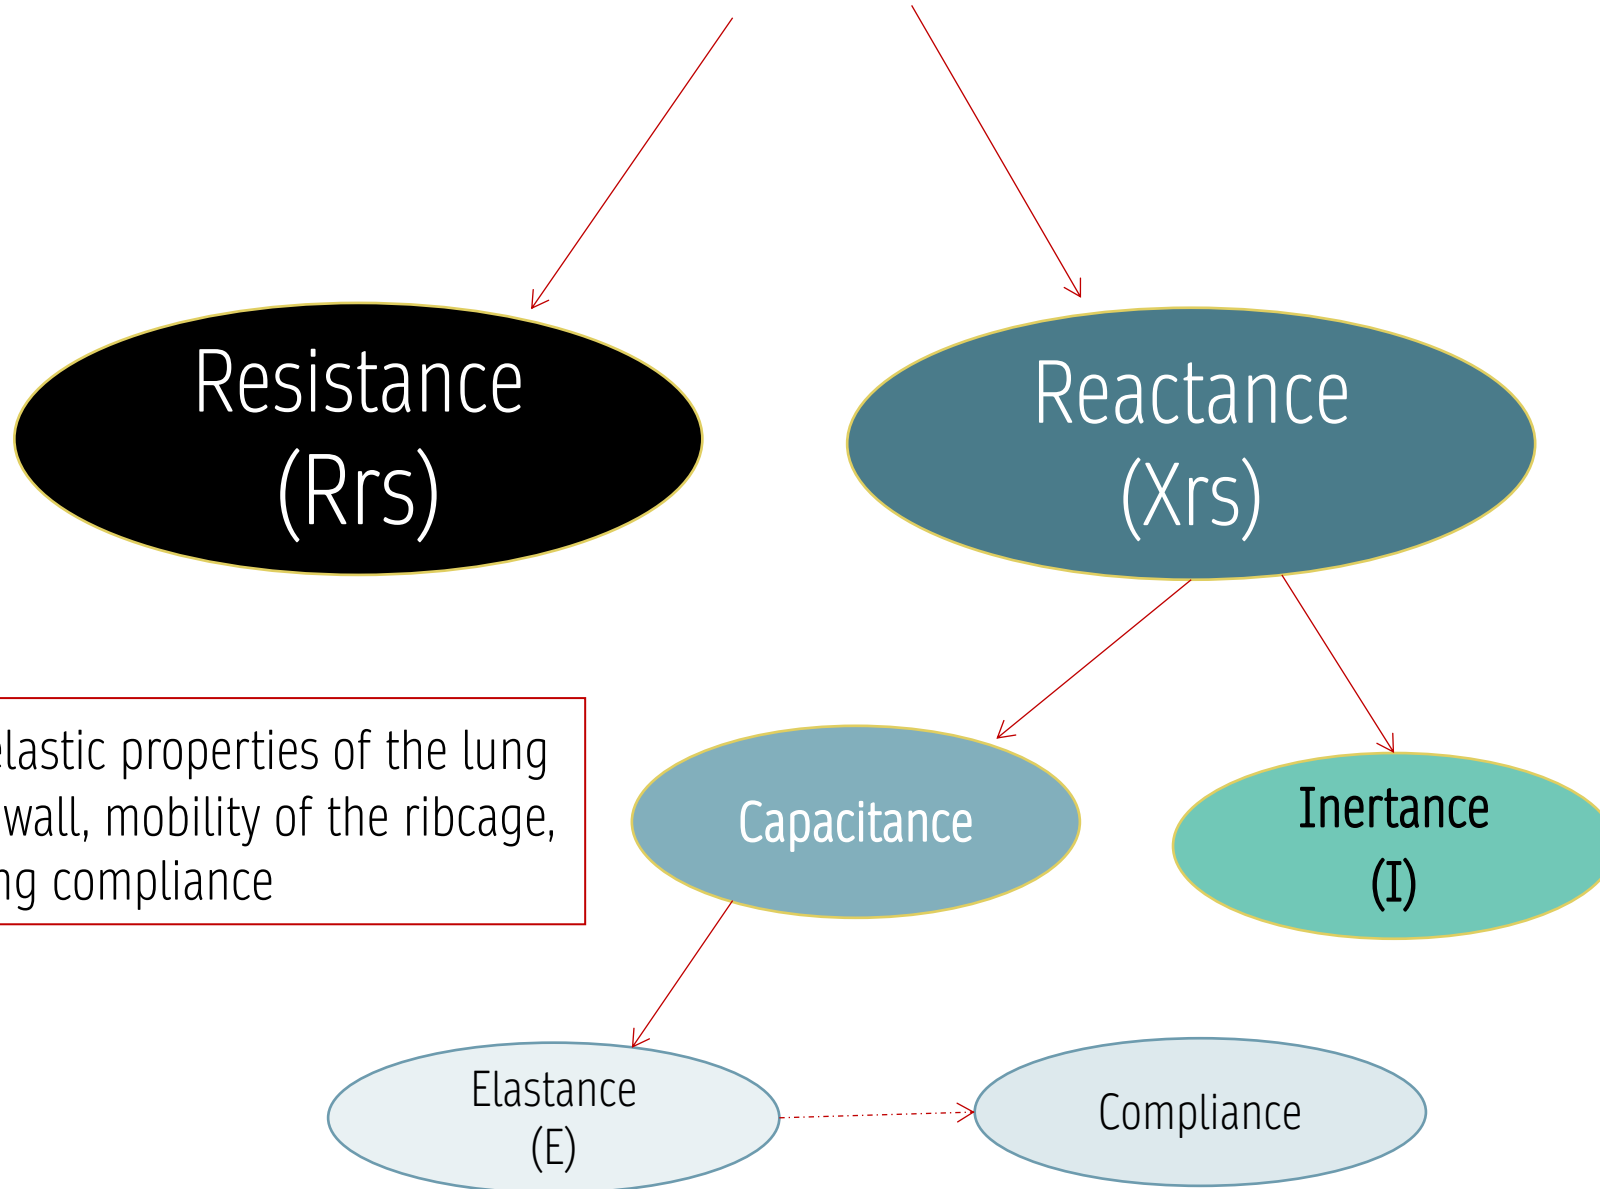 Resistance
(Rrs)
Reactance
(Xrs)
elastic properties of the lung
wall, mobility of the ribcage,
compliance
Capacitance
Inertance
(I)
Elastance
(E)
Compliance